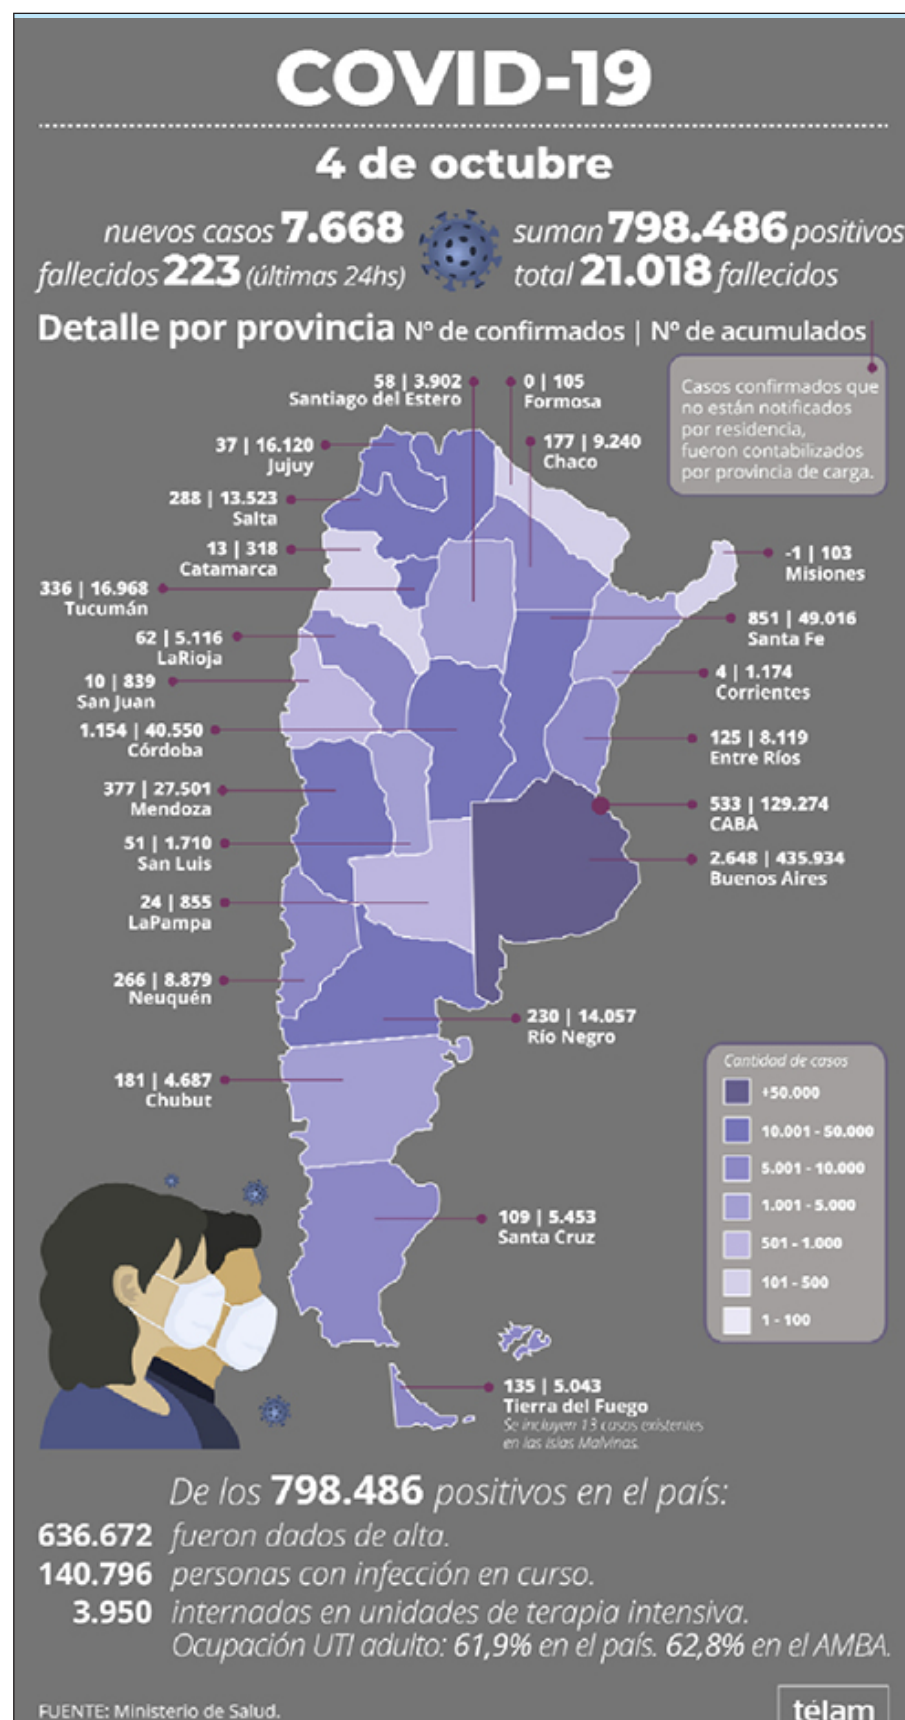 COVID-19
4 de octubre
nuevos casos 7.668
fallecidos 223 (últimas 24hs)
suman 798.486 positivos
total 21.018 fallecidos
Detalle por provincia Nº de confirmados | Nº de acumulados
Casos confirmados que
no están notificados
por residencia,
fueron contabilizados
por provincia de carga.
58 | 3.902
Santiago del Estero
0 | 105
Formosa
37 | 16.120
Jujuy
177 | 9.240
Chaco
288 | 13.523
Salta
13 | 318
Catamarca
-1 | 103
Misiones
336 | 16.968
Tucumán
851 | 49.016
Santa Fe
62 | 5.116
LaRioja
4 | 1.174
Corrientes
10 | 839
San Juan
1.154 | 40.550
Córdoba
125 | 8.119
Entre Ríos
377 | 27.501
Mendoza
533 | 129.274
CABA
51 | 1.710
San Luis
2.648 | 435.934
Buenos Aires
24 | 855
LaPampa
266 | 8.879
Neuquén
230 | 14.057
Río Negro
181 | 4.687
Chubut
Cantidad de casos
+50.000
10.001 - 50.000
5.001 - 10.000
1.001 - 5.000
501 - 1.000
101 - 500
1 - 100
109 | 5.453
Santa Cruz
135 | 5.043
Tierra del Fuego
Se incluyen 13 casos existentes
en las Islas Malvinas.
De los 798.486 positivos en el país:
636.672 fueron dados de alta.
140.796 personas con infección en curso.
3.950 internadas en unidades de terapia intensiva.
Ocupación UTI adulto: 61,9% en el país. 62,8% en el AMBA.
FUENTE: Ministerio de Salud.
télam